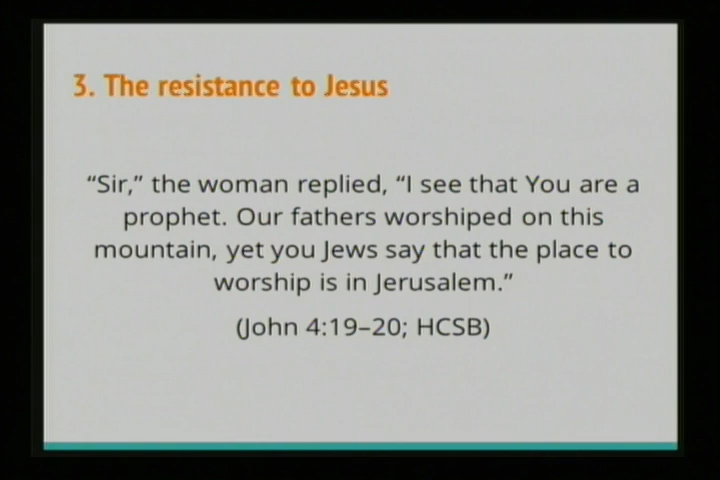 3. The resistance to Jesus
“Sir,” the woman replied, “I see that You are a
prophet. Our fathers worshiped on this
mountain, yet you Jews say that the place to
worship is in Jerusalem.”
(John 4:19–20; HCSB)